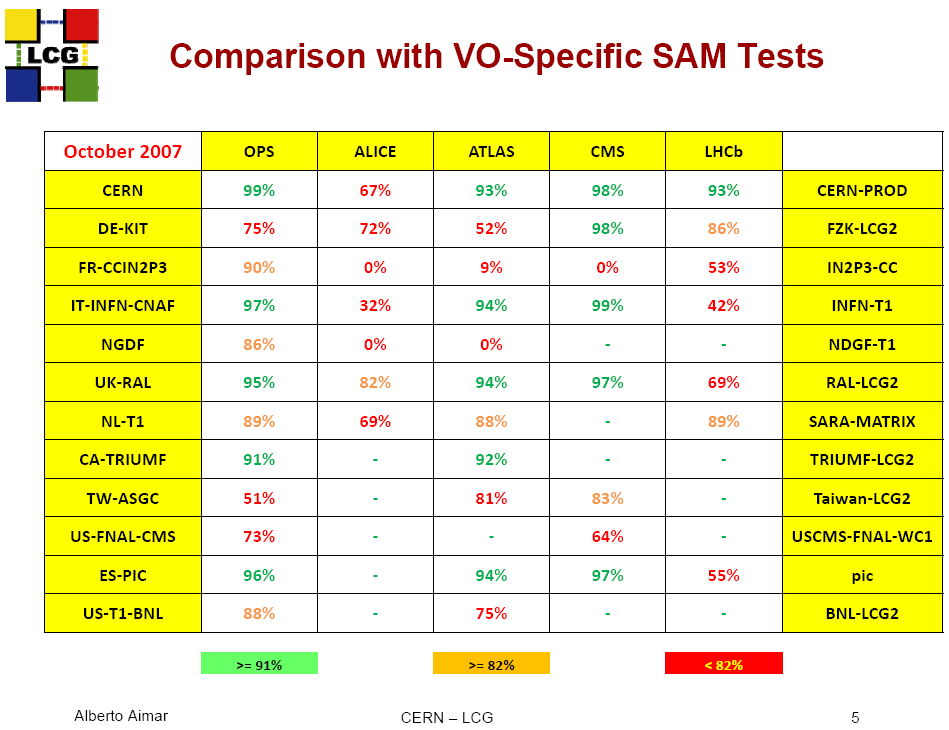 LCG
Comparison with VO-Specific SAM Tests
October 2007 OPS ALICE ATLAS CMS LHCb
CERN 99% 67% 93% 98% 93% CERN-PROD
DE-KIT 75% 72% 52% 98% 86% FZK-LCG2
FR-CCIN2P3 90% 0% 9% 0% 53% IN2P3-CC
IT-INFN-CNAF 97% 32% 94% 99% 42% INFN-T1
NGDF 86% 0% 0% - - NDGF-T1
UK-RAL 95% 82% 94% 97% 69% RAL-LCG2
NL-T1 89% 69% 88% - 89% SARA-MATRIX
CA-TRIUMF 91% - 92% - - TRIUMF-LCG2
TW-ASGC 51% - 81% 83% - Taiwan-LCG2
US-FNAL-CMS 73% - - 64% - USCMS-FNAL-WC1
ES-PIC 96% - 94% 97% 55% pic
US-T1-BNL 88% - 75% - - BNL-LCG2
>= 91% >= 82% < 82%
Alberto Aimar CERN – LCG 5